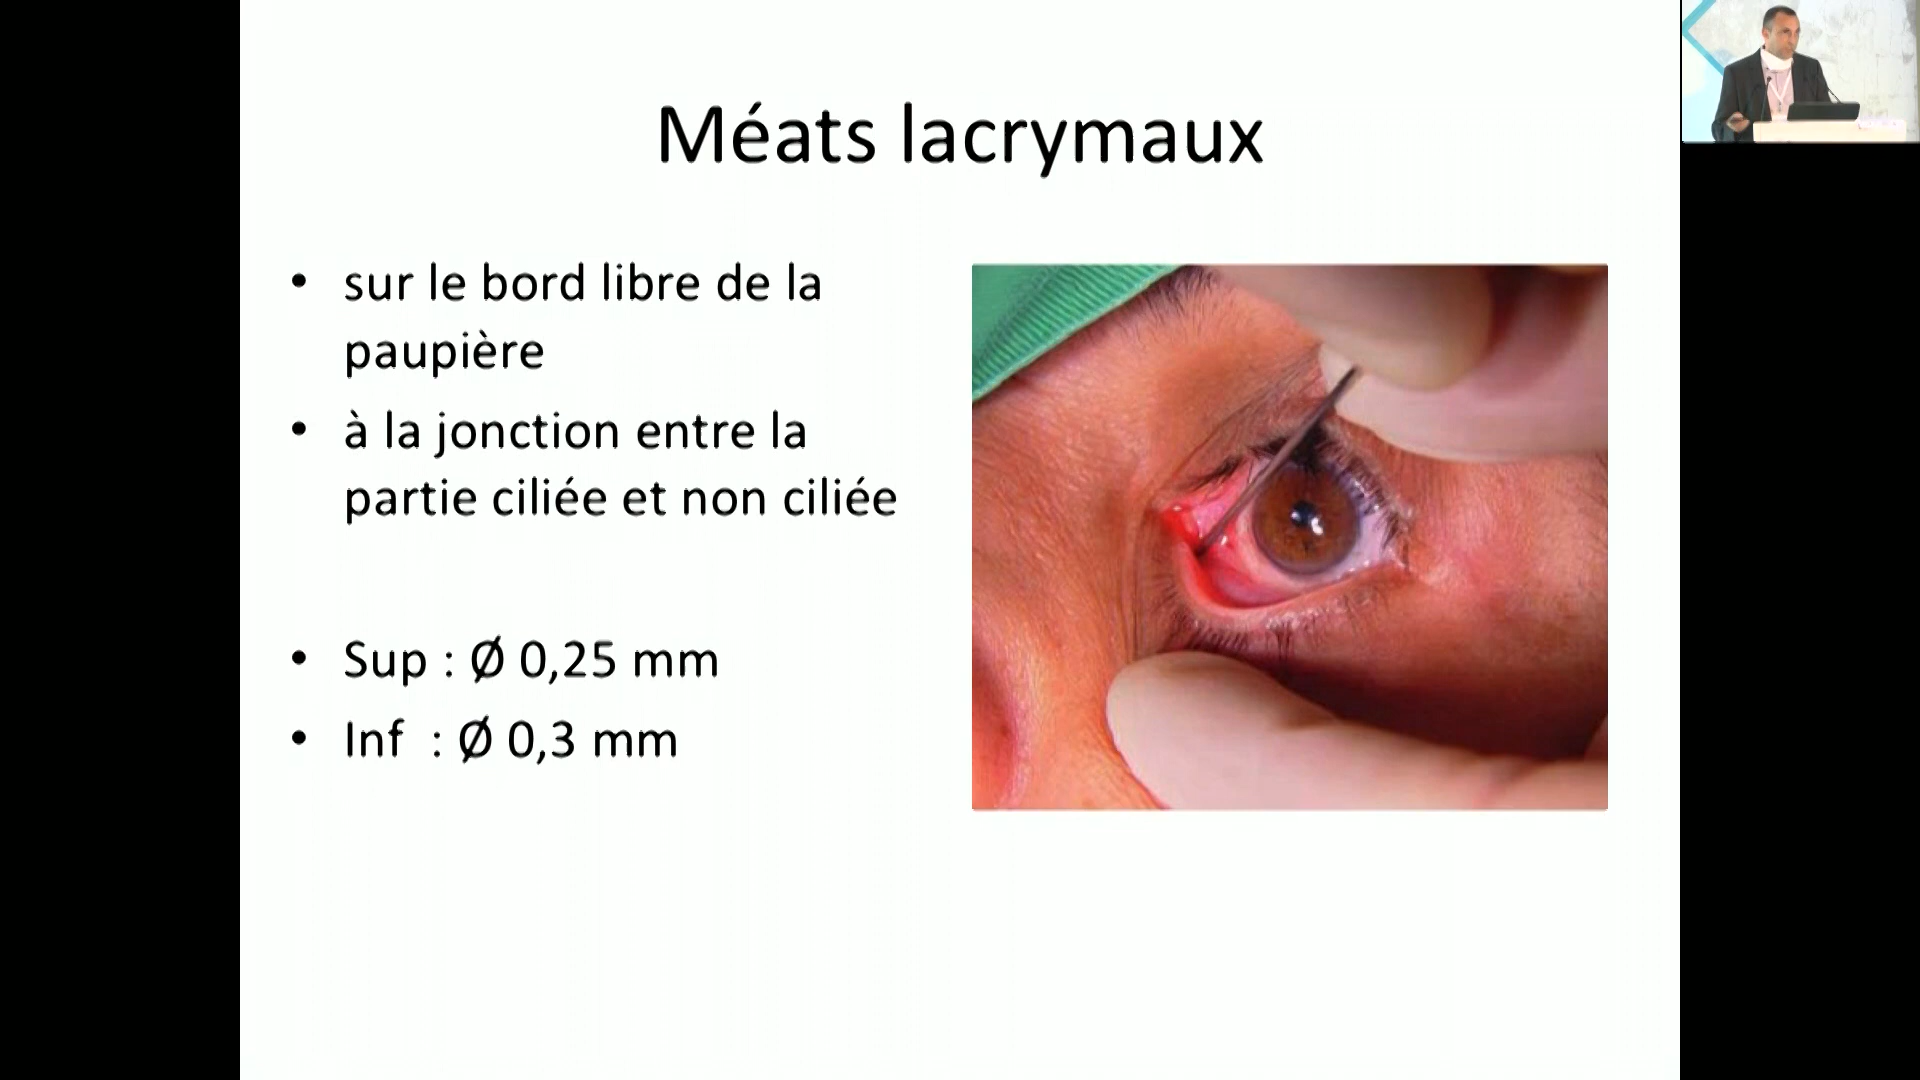 Méats lacrymaux
• sur le bord libre de la
paupière
• à la jonction entre la
partie ciliée et non ciliée
• Sup : Ø 0,25 mm
• Inf : Ø 0,3 mm